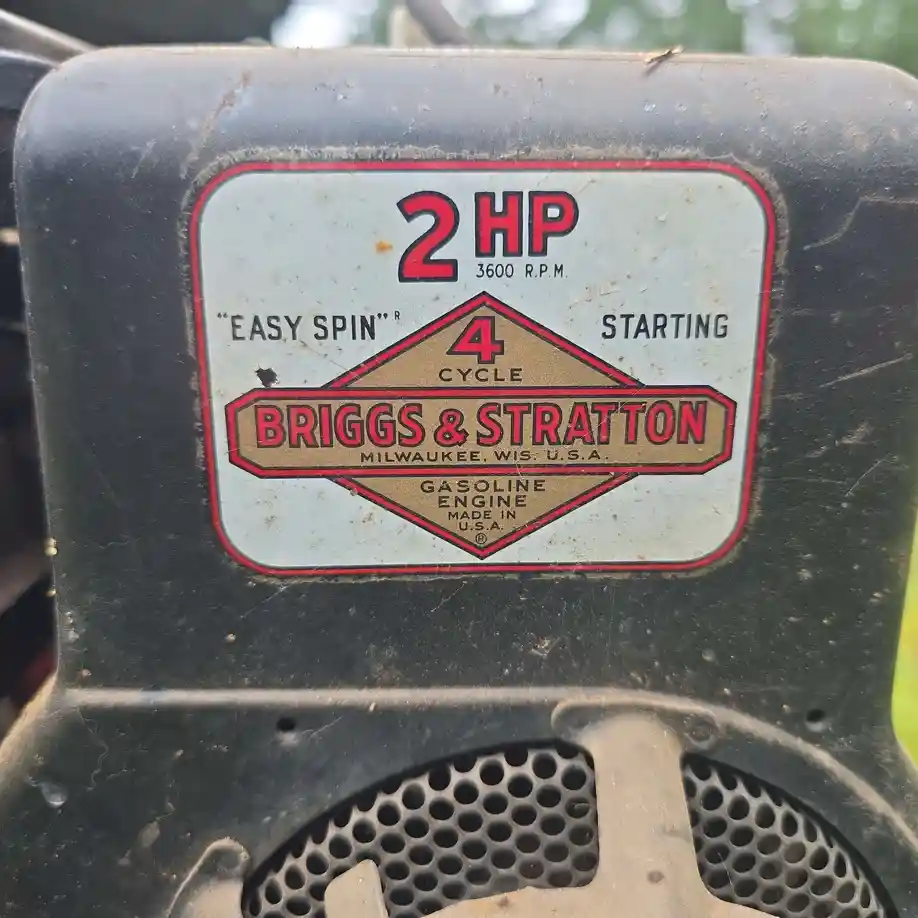 2 HP
3600 R.P.M.
"EASY SPIN"® STARTING
4
CYCLE
BRIGGS & STRATTON
MILWAUKEE, WIS. U.S.A.
GASOLINE
ENGINE
MADE IN
U.S.A.
®